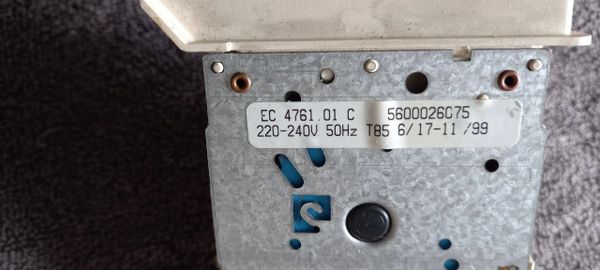 EC 4761.01 C 5600026075
220-240V 50Hz T85 6/17-11 /99